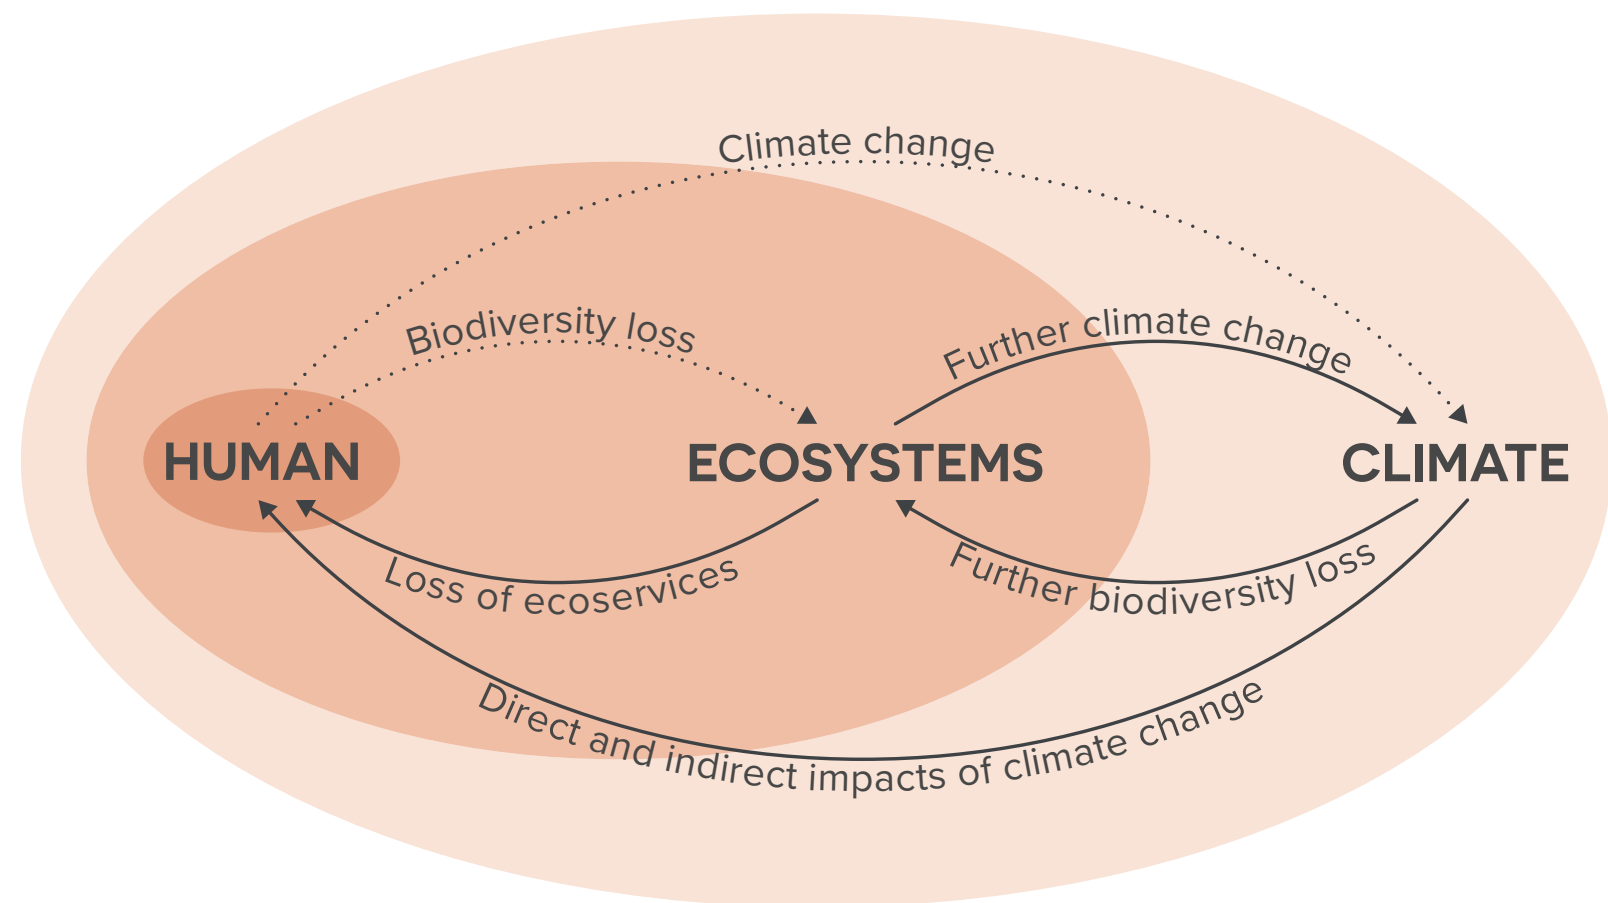 Climate change
Biodiversity loss
Further climate change
HUMAN
ECOSYSTEMS
CLIMATE
Loss of ecoservices
Further biodiversity loss
Direct and indirect impacts of climate change